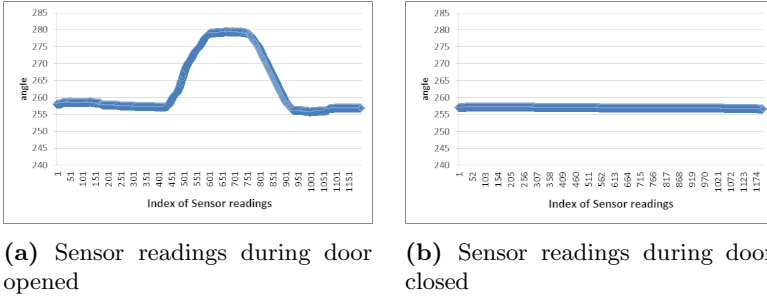 285
280
275
270
265
260
255
250
245
240
angle
1 51 101 151 201 251 301 351 401 451 501 551 601 651 701 751 801 851 901 951 1001 1051 1101 1151
Index of Sensor readings
285
280
275
270
265
260
255
250
245
240
angle
1 52 103 154 205 256 307 358 409 460 511 562 613 664 715 766 817 868 919 970 1021 1072 1123 1174
Index of Sensor readings
(a) Sensor readings during door
opened
(b) Sensor readings during door
closed